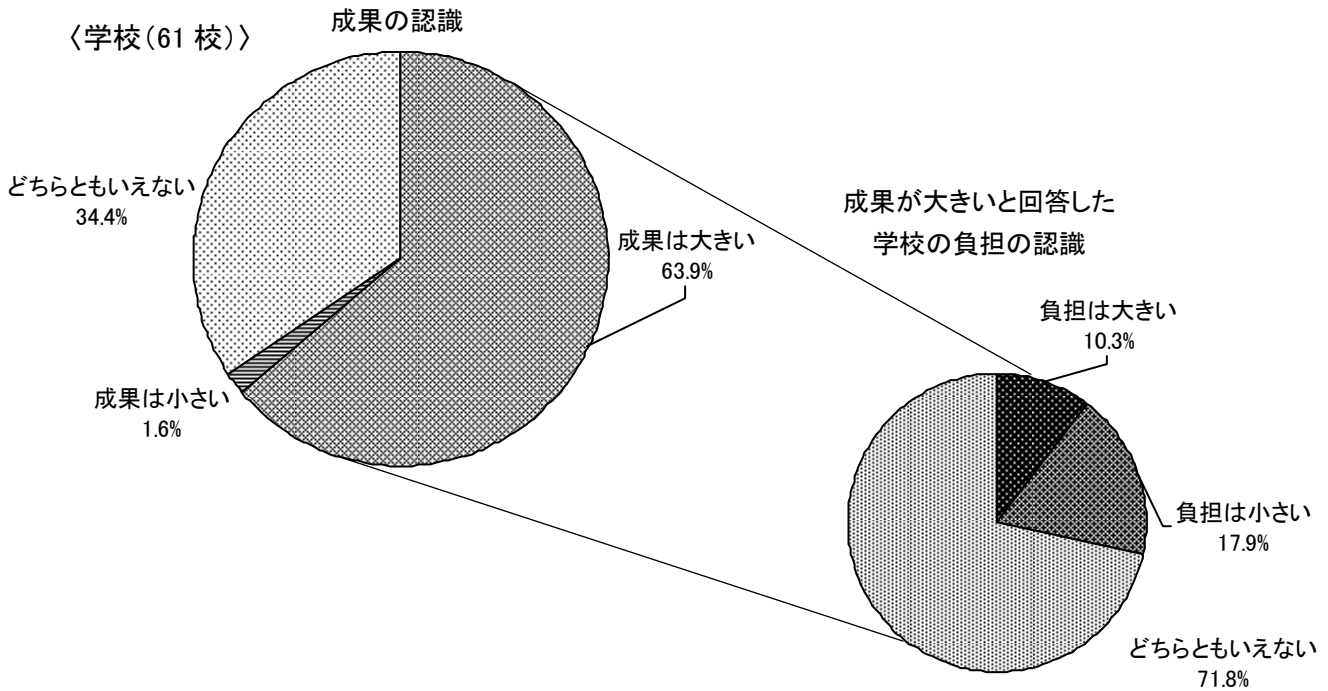 〈学校(61 校)〉
成果の認識
どちらともいえない
34.4%
成果は大きい
63.9%
成果は小さい
1.6%
成果が大きいと回答した
学校の負担の認識
負担は大きい
10.3%
負担は小さい
17.9%
どちらともいえない
71.8%